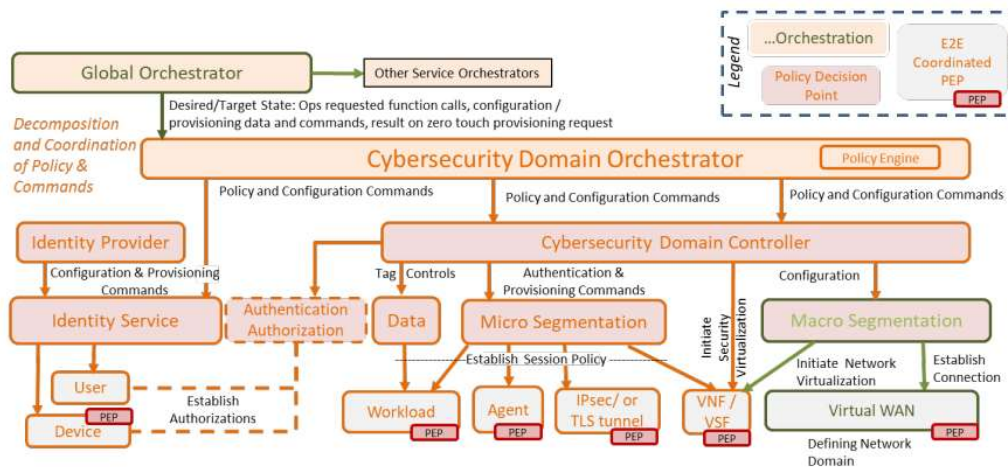 Legend
...Orchestration
Policy Decision
Point
E2E
Coordinated
PEP
PEP
Global Orchestrator
Other Service Orchestrators
Desired/Target State: Ops requested function calls, configuration /
provisioning data and commands, result on zero touch provisioning request
Decomposition
and Coordination
of Policy &
Commands
Cybersecurity Domain Orchestrator
Policy Engine
Policy and Configuration Commands
Policy and Configuration Commands
Policy and Configuration Commands
Identity Provider
Cybersecurity Domain Controller
Configuration & Provisioning
Commands
Tag Controls
Authentication &
Provisioning Commands
Configuration
Identity Service
Authentication
Authorization
Data
Micro Segmentation
Initiate
Security
Virtualization
Macro Segmentation
Establish Session Policy
Initiate Network
Virtualization
Establish
Connection
User
PEP
Device
Establish
Authorizations
Workload
PEP
Agent
PEP
IPsec/ or
TLS tunnel
PEP
VNF /
VSF
PEP
Virtual WAN
PEP
Defining Network
Domain